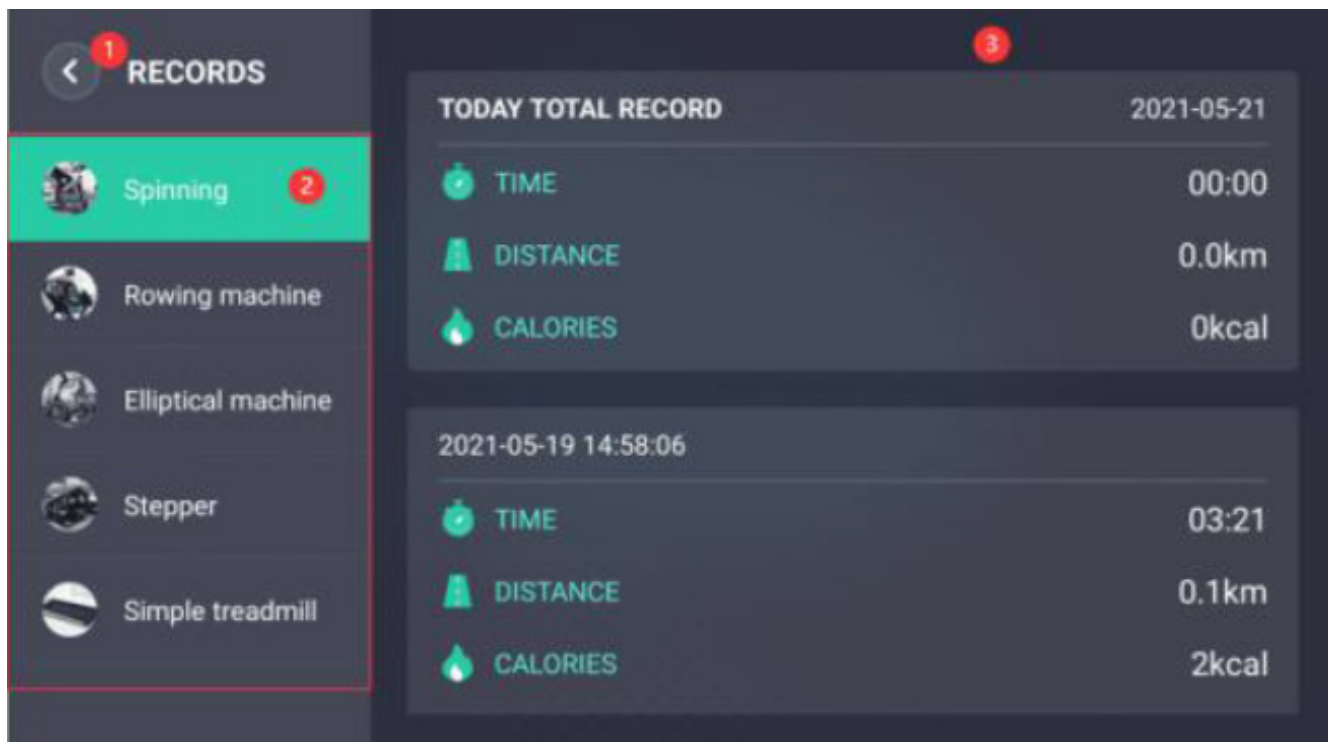 1
RECORDS
Spinning 2
Rowing machine
Elliptical machine
Stepper
Simple treadmill
3
TODAY TOTAL RECORD 2021-05-21
TIME 00:00
DISTANCE 0.0km
CALORIES 0kcal
2021-05-19 14:58:06
TIME 03:21
DISTANCE 0.1km
CALORIES 2kcal